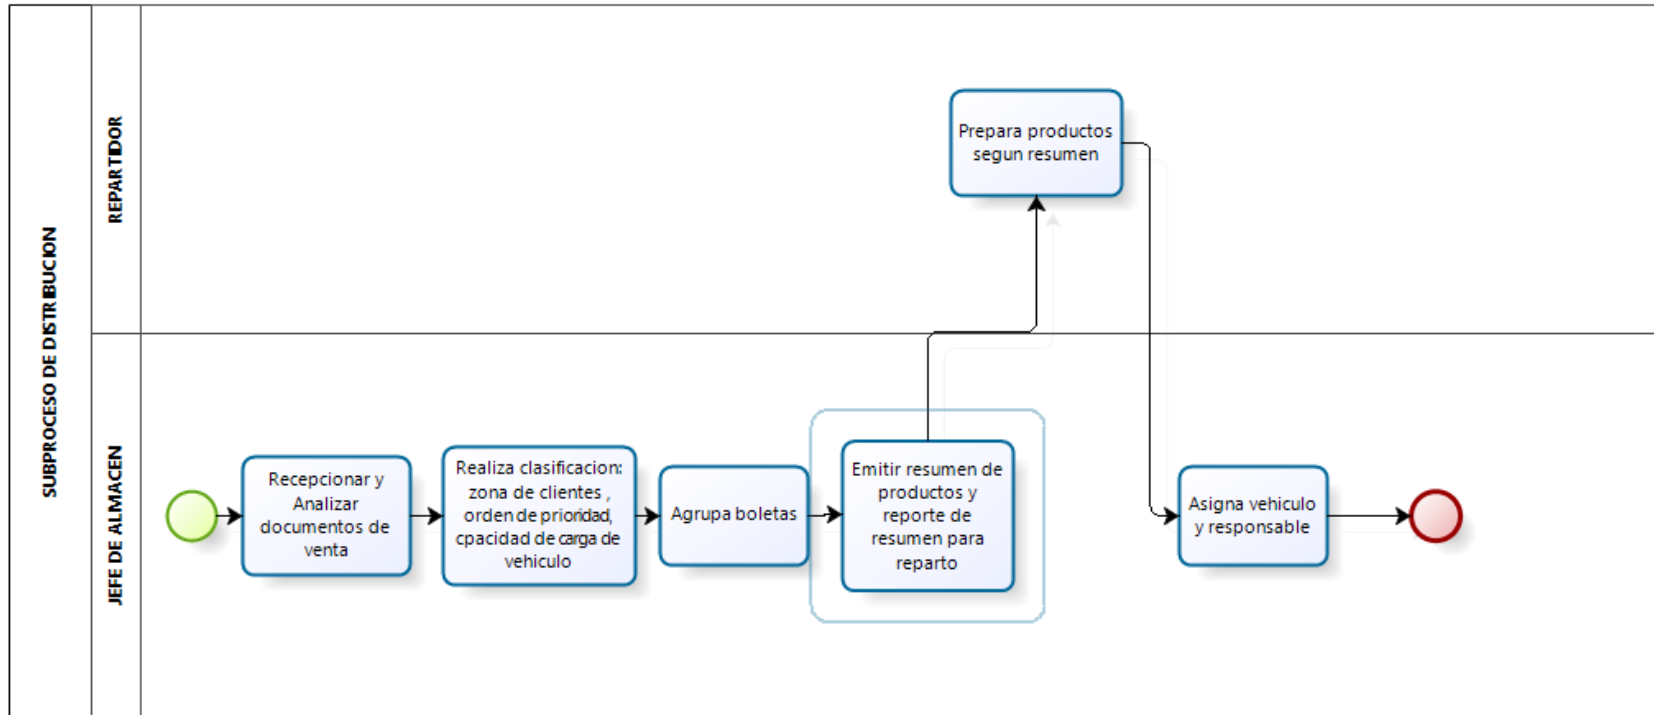 SUBPROCESO DE DISTRIBUCION
REPARTIDOR
Prepara productos
segun resumen
JEFE DE ALMACEN
Recepcionar y
Analizar
documentos de
venta
Realiza clasificacion:
zona de clientes ,
orden de prioridad,
cpacidad de carga de
vehiculo
Agrupa boletas
Emitir resumen de
productos y
reporte de
resumen para
reparto
Asigna vehiculo
y responsable